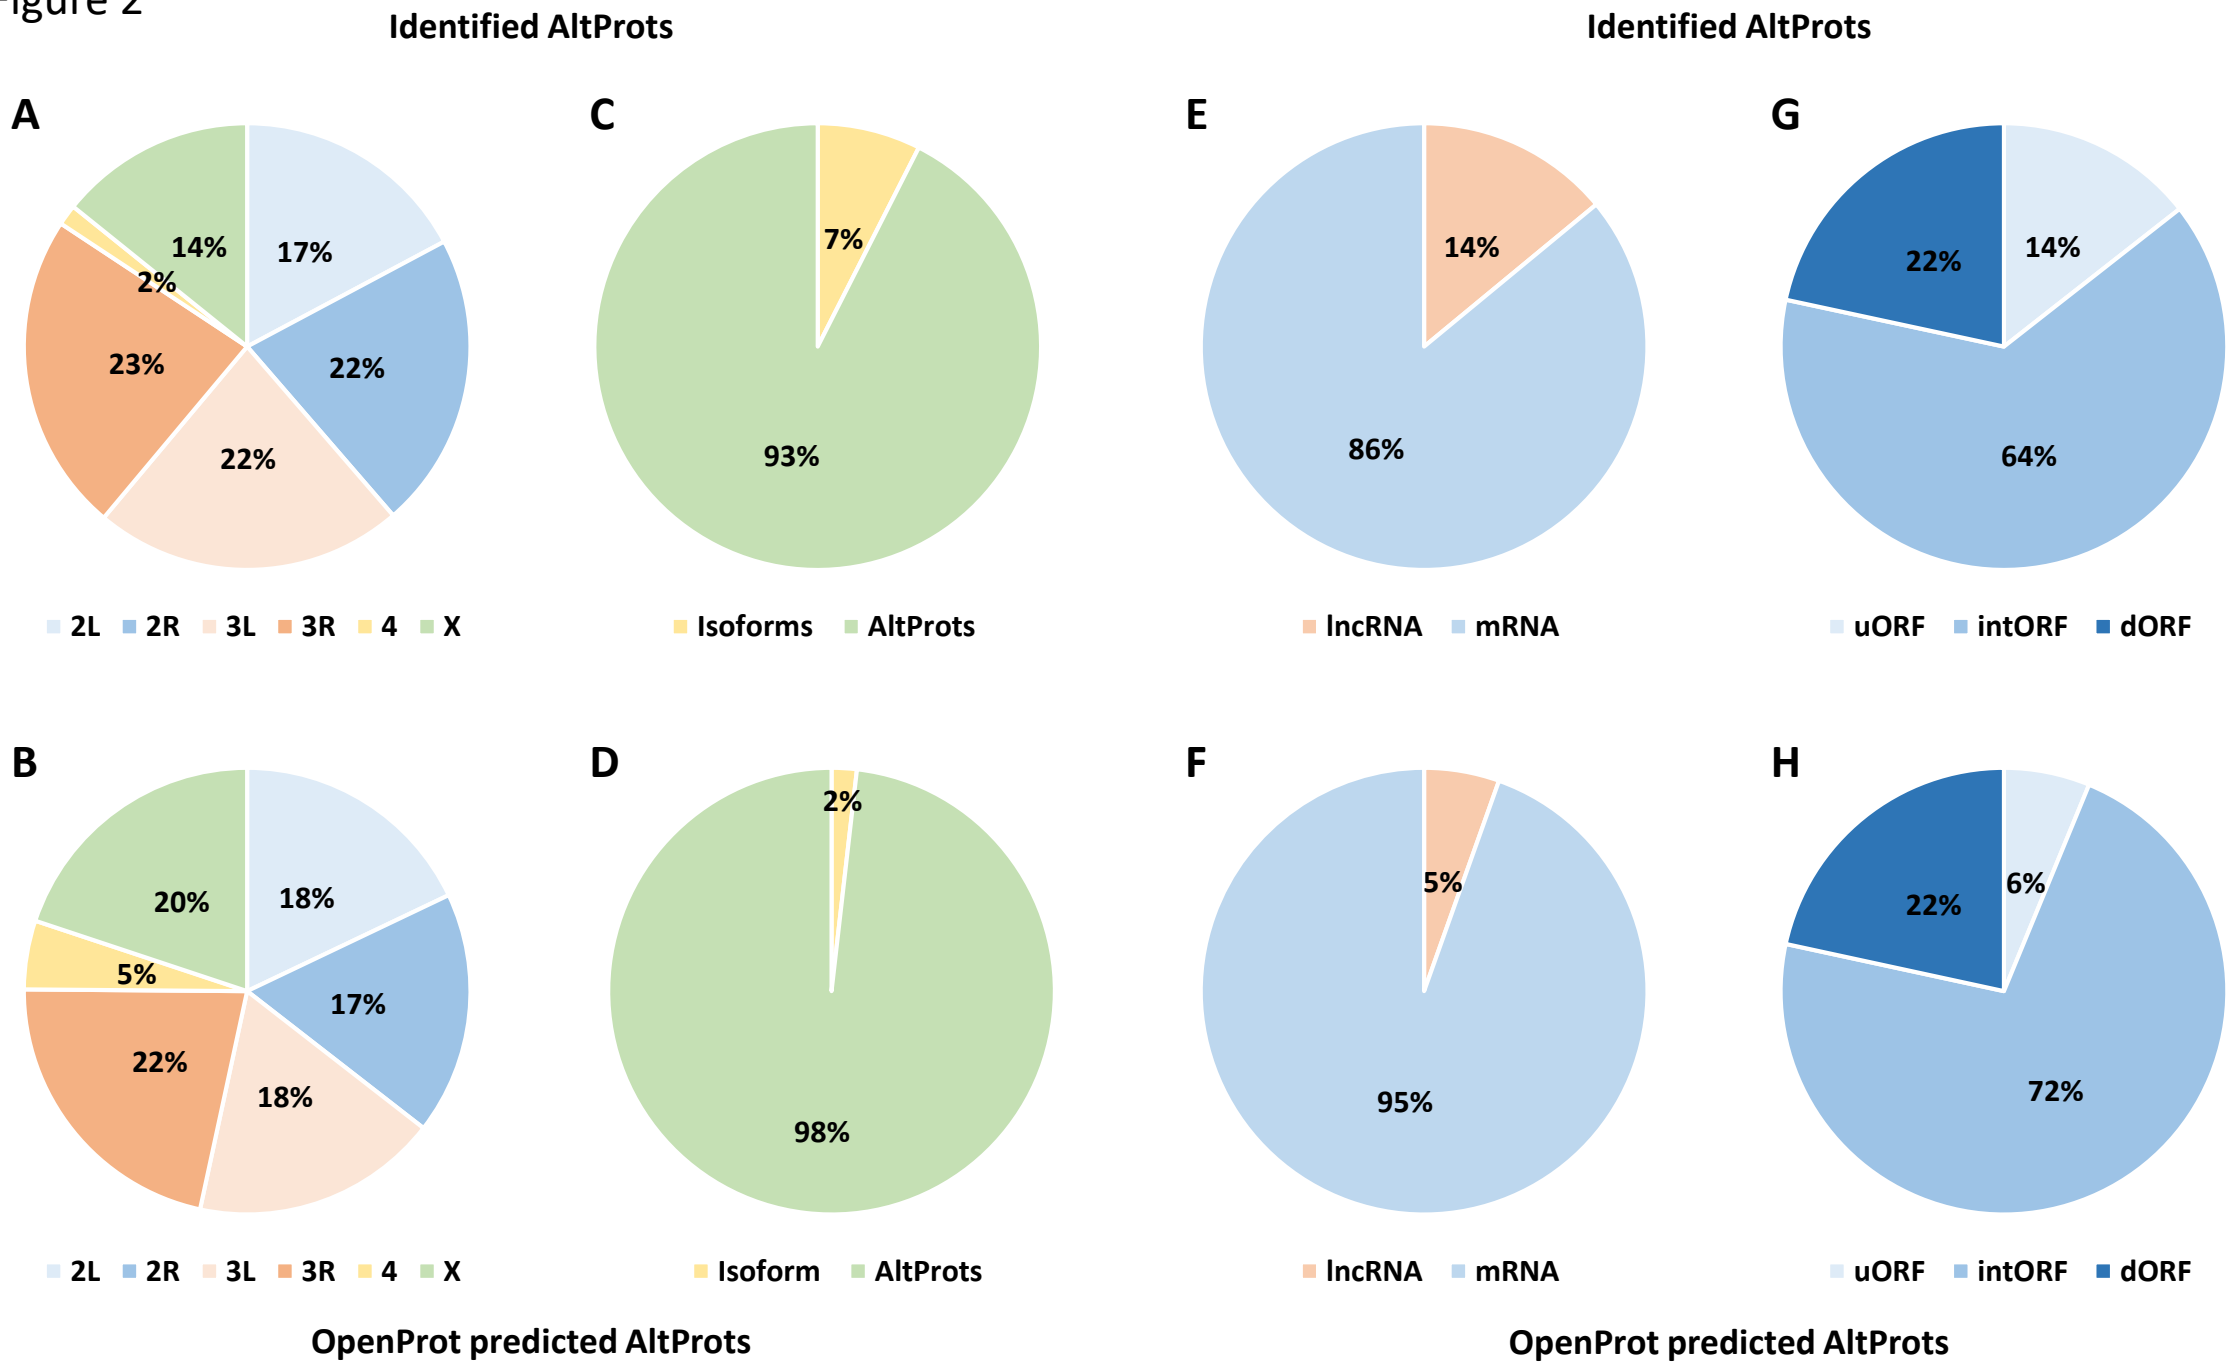 Figure 2
Identified AltProts
Identified AltProts
A
C
E
G
14%
17%
2%
23%
22%
22%
7%
93%
14%
86%
22%
14%
64%
2L 2R 3L 3R 4 X
Isoforms AltProts
lncRNA mRNA
uORF intORF dORF
B
D
F
H
20%
18%
5%
17%
22%
18%
2%
98%
5%
95%
22%
6%
72%
2L 2R 3L 3R 4 X
Isoform AltProts
lncRNA mRNA
uORF intORF dORF
OpenProt predicted AltProts
OpenProt predicted AltProts